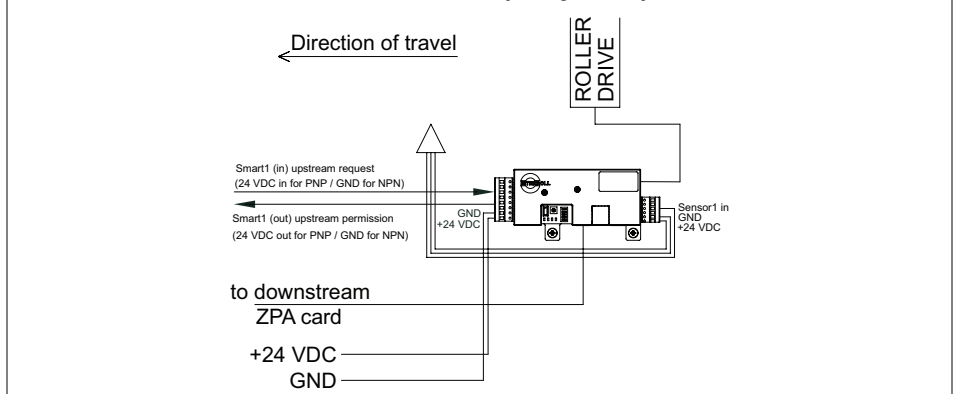 Direction of travel
ROLLER
DRIVE
Smart1 (in) upstream request
(24 VDC in for PNP / GND for NPN)
Smart1 (out) upstream permission
(24 VDC out for PNP / GND for NPN)
GND
+24 VDC
Sensor1 in
GND
+24 VDC
to downstream
ZPA card
+24 VDC
GND